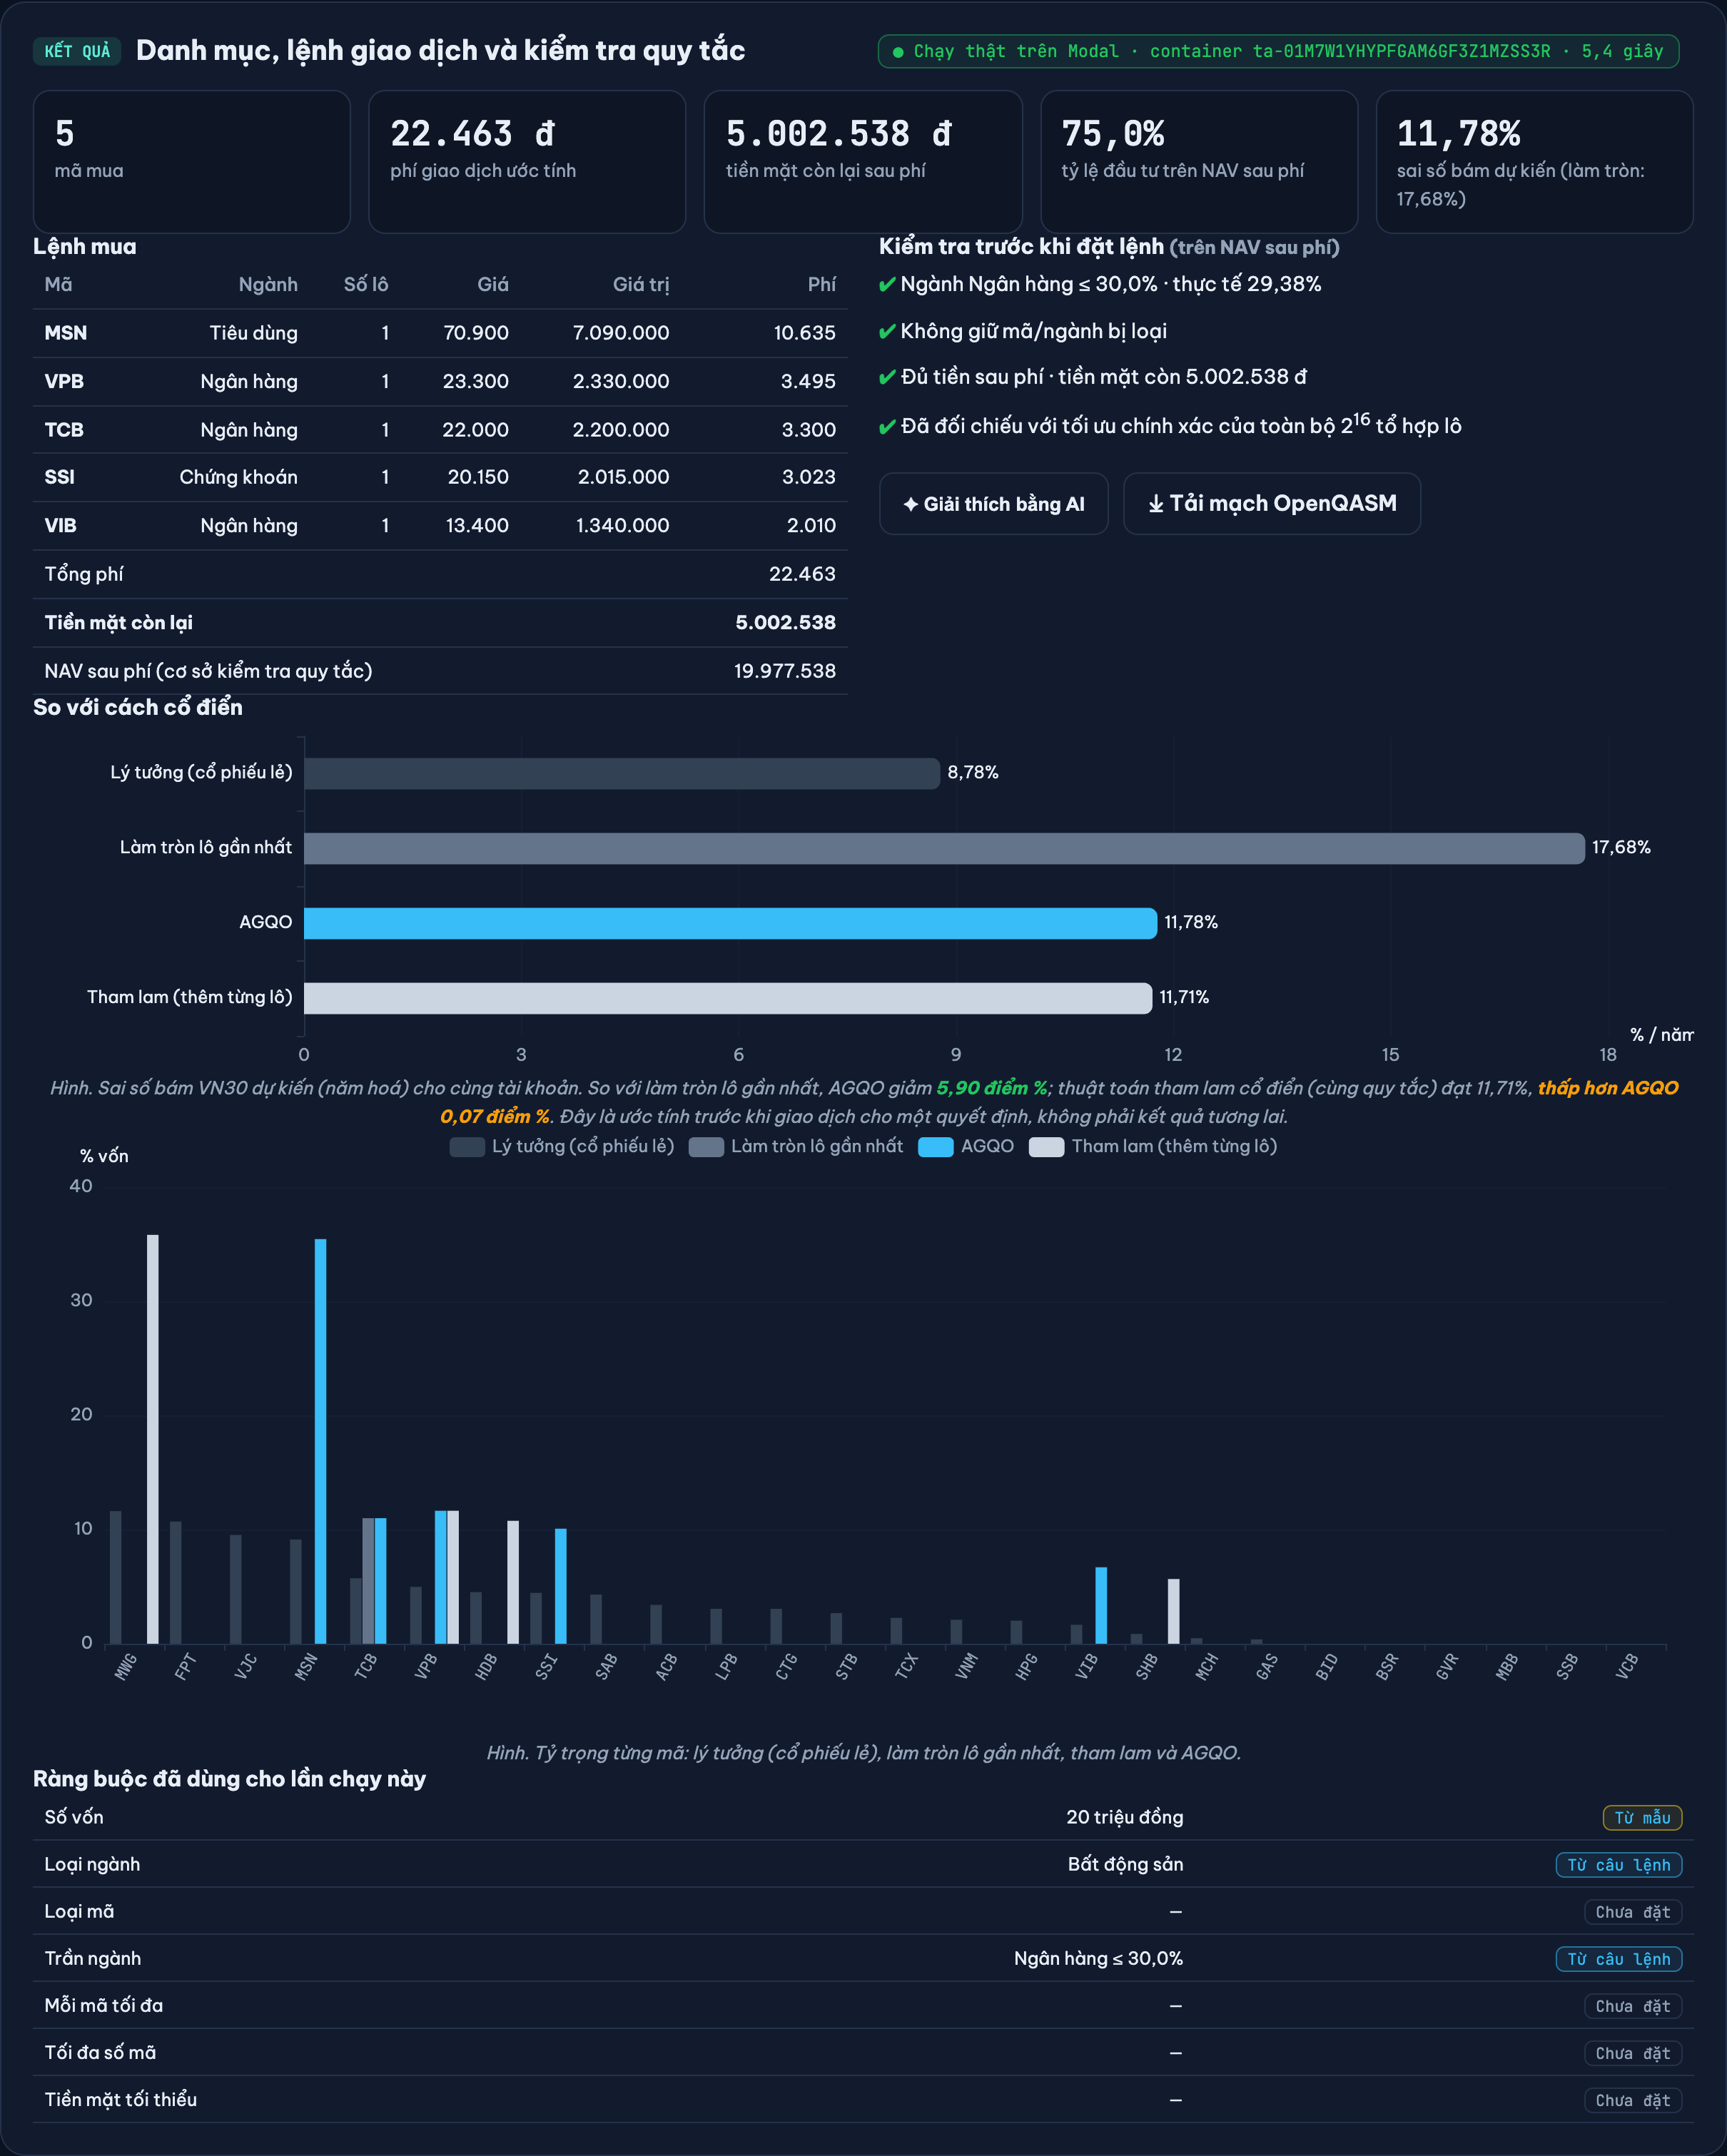 KẾT QUẢ Danh mục, lệnh giao dịch và kiểm tra quy tắc
● Chạy thật trên Modal · container ta-01M7W1YHYPFGAM6GF3Z1MZSS3R · 5,4 giây
5
mã mua
22.463 đ
phí giao dịch ước tính
5.002.538 đ
tiền mặt còn lại sau phí
75,0%
tỷ lệ đầu tư trên NAV sau phí
11,78%
sai số bám dự kiến (làm tròn:
17,68%)
Lệnh mua
Mã Ngành Số lô Giá Giá trị Phí
MSN Tiêu dùng 1 70.900 7.090.000 10.635
VPB Ngân hàng 1 23.300 2.330.000 3.495
TCB Ngân hàng 1 22.000 2.200.000 3.300
SSI Chứng khoán 1 20.150 2.015.000 3.023
VIB Ngân hàng 1 13.400 1.340.000 2.010
Tổng phí 22.463
Tiền mặt còn lại 5.002.538
NAV sau phí (cơ sở kiểm tra quy tắc) 19.977.538
Kiểm tra trước khi đặt lệnh (trên NAV sau phí)
✔ Ngành Ngân hàng ≤ 30,0% · thực tế 29,38%
✔ Không giữ mã/ngành bị loại
✔ Đủ tiền sau phí · tiền mặt còn 5.002.538 đ
✔ Đã đối chiếu với tối ưu chính xác của toàn bộ 2¹⁶ tổ hợp lô
✦ Giải thích bằng AI
↓ Tải mạch OpenQASM
So với cách cổ điển
Lý tưởng (cổ phiếu lẻ) 8,78%
Làm tròn lô gần nhất 17,68%
AGQO 11,78%
Tham lam (thêm từng lô) 11,71%
% / năm
0 3 6 9 12 15 18
Hình. Sai số bám VN30 dự kiến (năm hoá) cho cùng tài khoản. So với làm tròn lô gần nhất, AGQO giảm 5,90 điểm %; thuật toán tham lam cổ điển (cùng quy tắc) đạt 11,71%, thấp hơn AGQO
0,07 điểm %. Đây là ước tính trước khi giao dịch cho một quyết định, không phải kết quả tương lai.
Lý tưởng (cổ phiếu lẻ) Làm tròn lô gần nhất AGQO Tham lam (thêm từng lô)
% vốn
40
30
20
10
0
MWG FPT VJC MSN TCB VPB HDB SSI SAB ACB LPB CTG STB TCX VNM HPG VIB SHB MCH GAS BID BSR GVR MBB SSB VCB
Hình. Tỷ trọng từng mã: lý tưởng (cổ phiếu lẻ), làm tròn lô gần nhất, tham lam và AGQO.
Ràng buộc đã dùng cho lần chạy này
Số vốn 20 triệu đồng Từ mẫu
Loại ngành Bất động sản Từ câu lệnh
Loại mã — Chưa đặt
Trần ngành Ngân hàng ≤ 30,0% Từ câu lệnh
Mỗi mã tối đa — Chưa đặt
Tối đa số mã — Chưa đặt
Tiền mặt tối thiểu — Chưa đặt